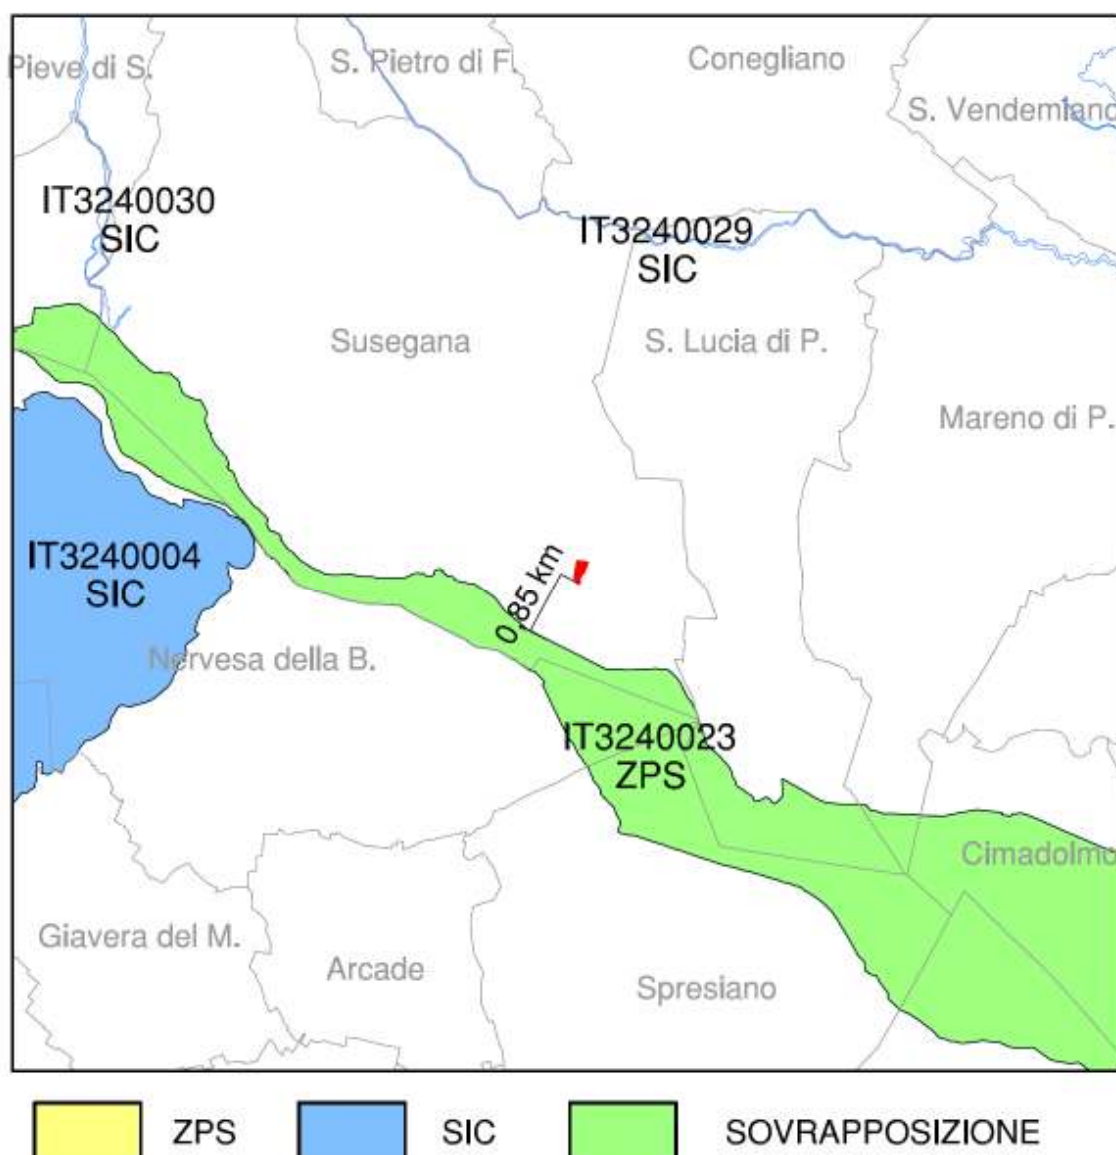 Pieve di S.
S. Pietro di F.
Conegliano
S. Vendemiano
IT3240030
SIC
IT3240029
SIC
Susegana
S. Lucia di P.
Mareno di P.
IT3240004
SIC
0,85 km
Nervesa della B.
IT3240023
ZPS
Cimadolmo
Giavera del M.
Arcade
Spresiano
ZPS
SIC
SOVRAPPOSIZIONE